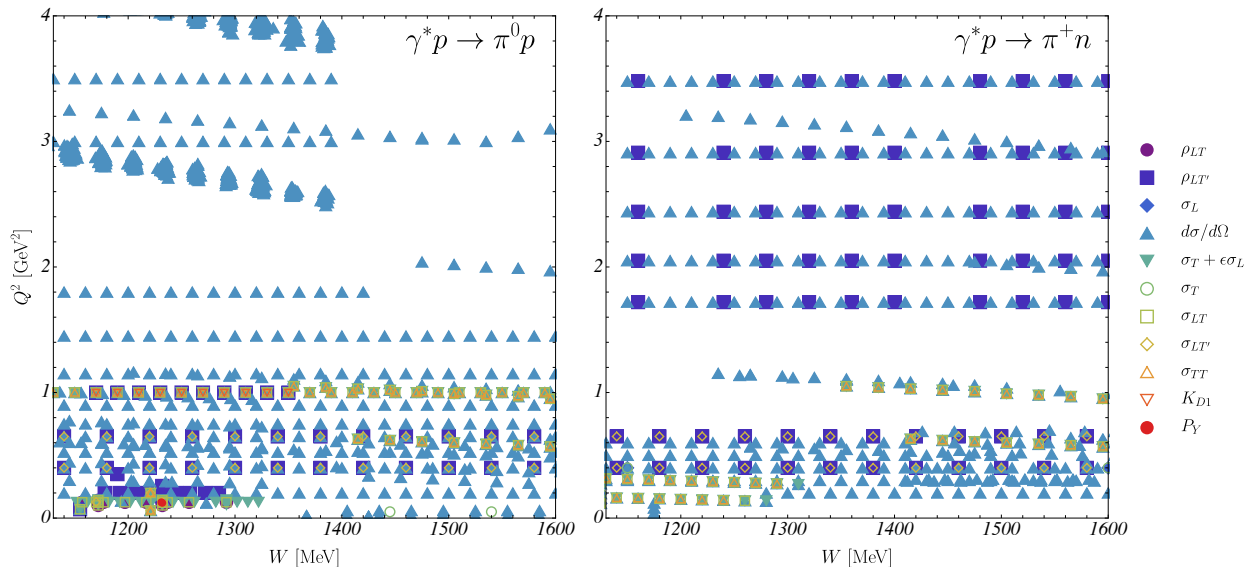 γ*p → π⁰p
γ*p → π⁺n
4
3
2
1
0
Q² [GeV²]
1200 1300 1400 1500 1600
W [MeV]
4
3
2
1
0
1200 1300 1400 1500 1600
W [MeV]
ρ_LT
ρ_LT'
σ_L
dσ/dΩ
σ_T + ϵσ_L
σ_T
σ_LT
σ_LT'
σ_TT
K_D1
P_Y